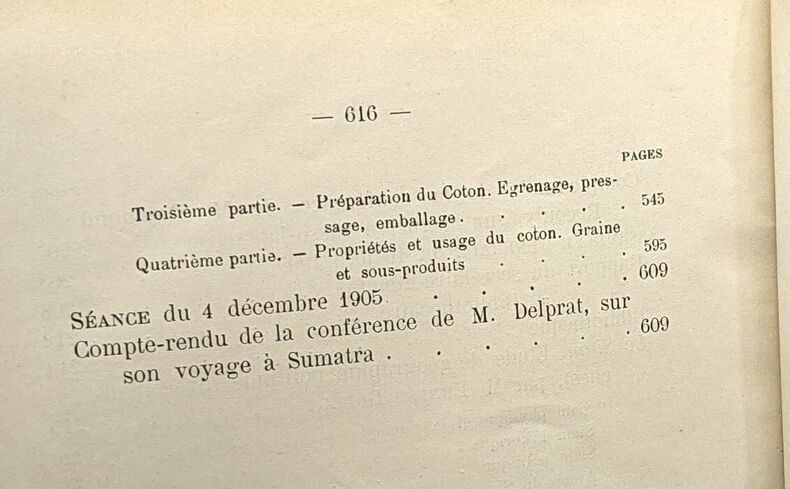 — 616 —
PAGES
Troisième partie. — Préparation du Coton. Egrenage, pres-
sage, emballage . . . . . 545
Quatrième partie. — Propriétés et usage du coton. Graine
et sous-produits . . . . 595
SÉANCE du 4 décembre 1905 . . . . . 609
Compte-rendu de la conférence de M. Delprat, sur
son voyage à Sumatra . . . . . . 609